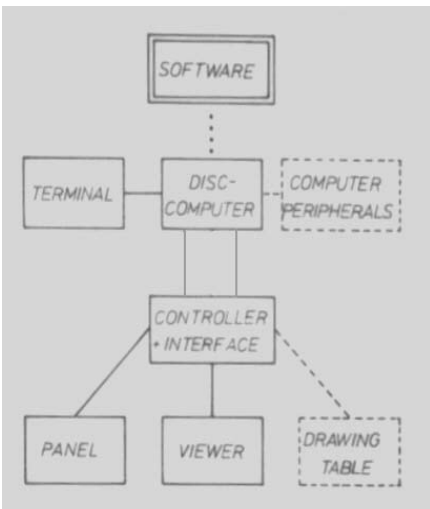 SOFTWARE
TERMINAL
DISC-
COMPUTER
COMPUTER
PERIPHERALS
CONTROLLER
+ INTERFACE
PANEL
VIEWER
DRAWING
TABLE